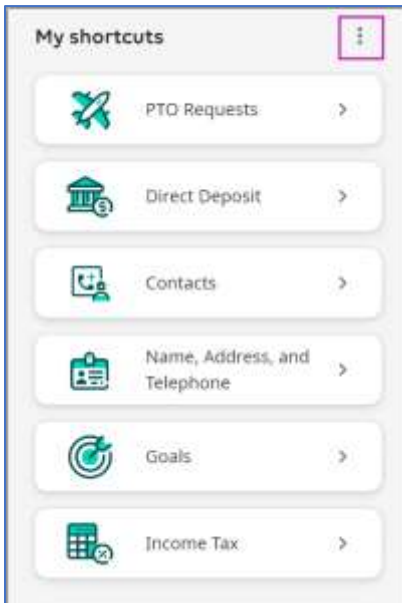 My shortcuts
PTO Requests
Direct Deposit
Contacts
Name, Address, and
Telephone
Goals
Income Tax